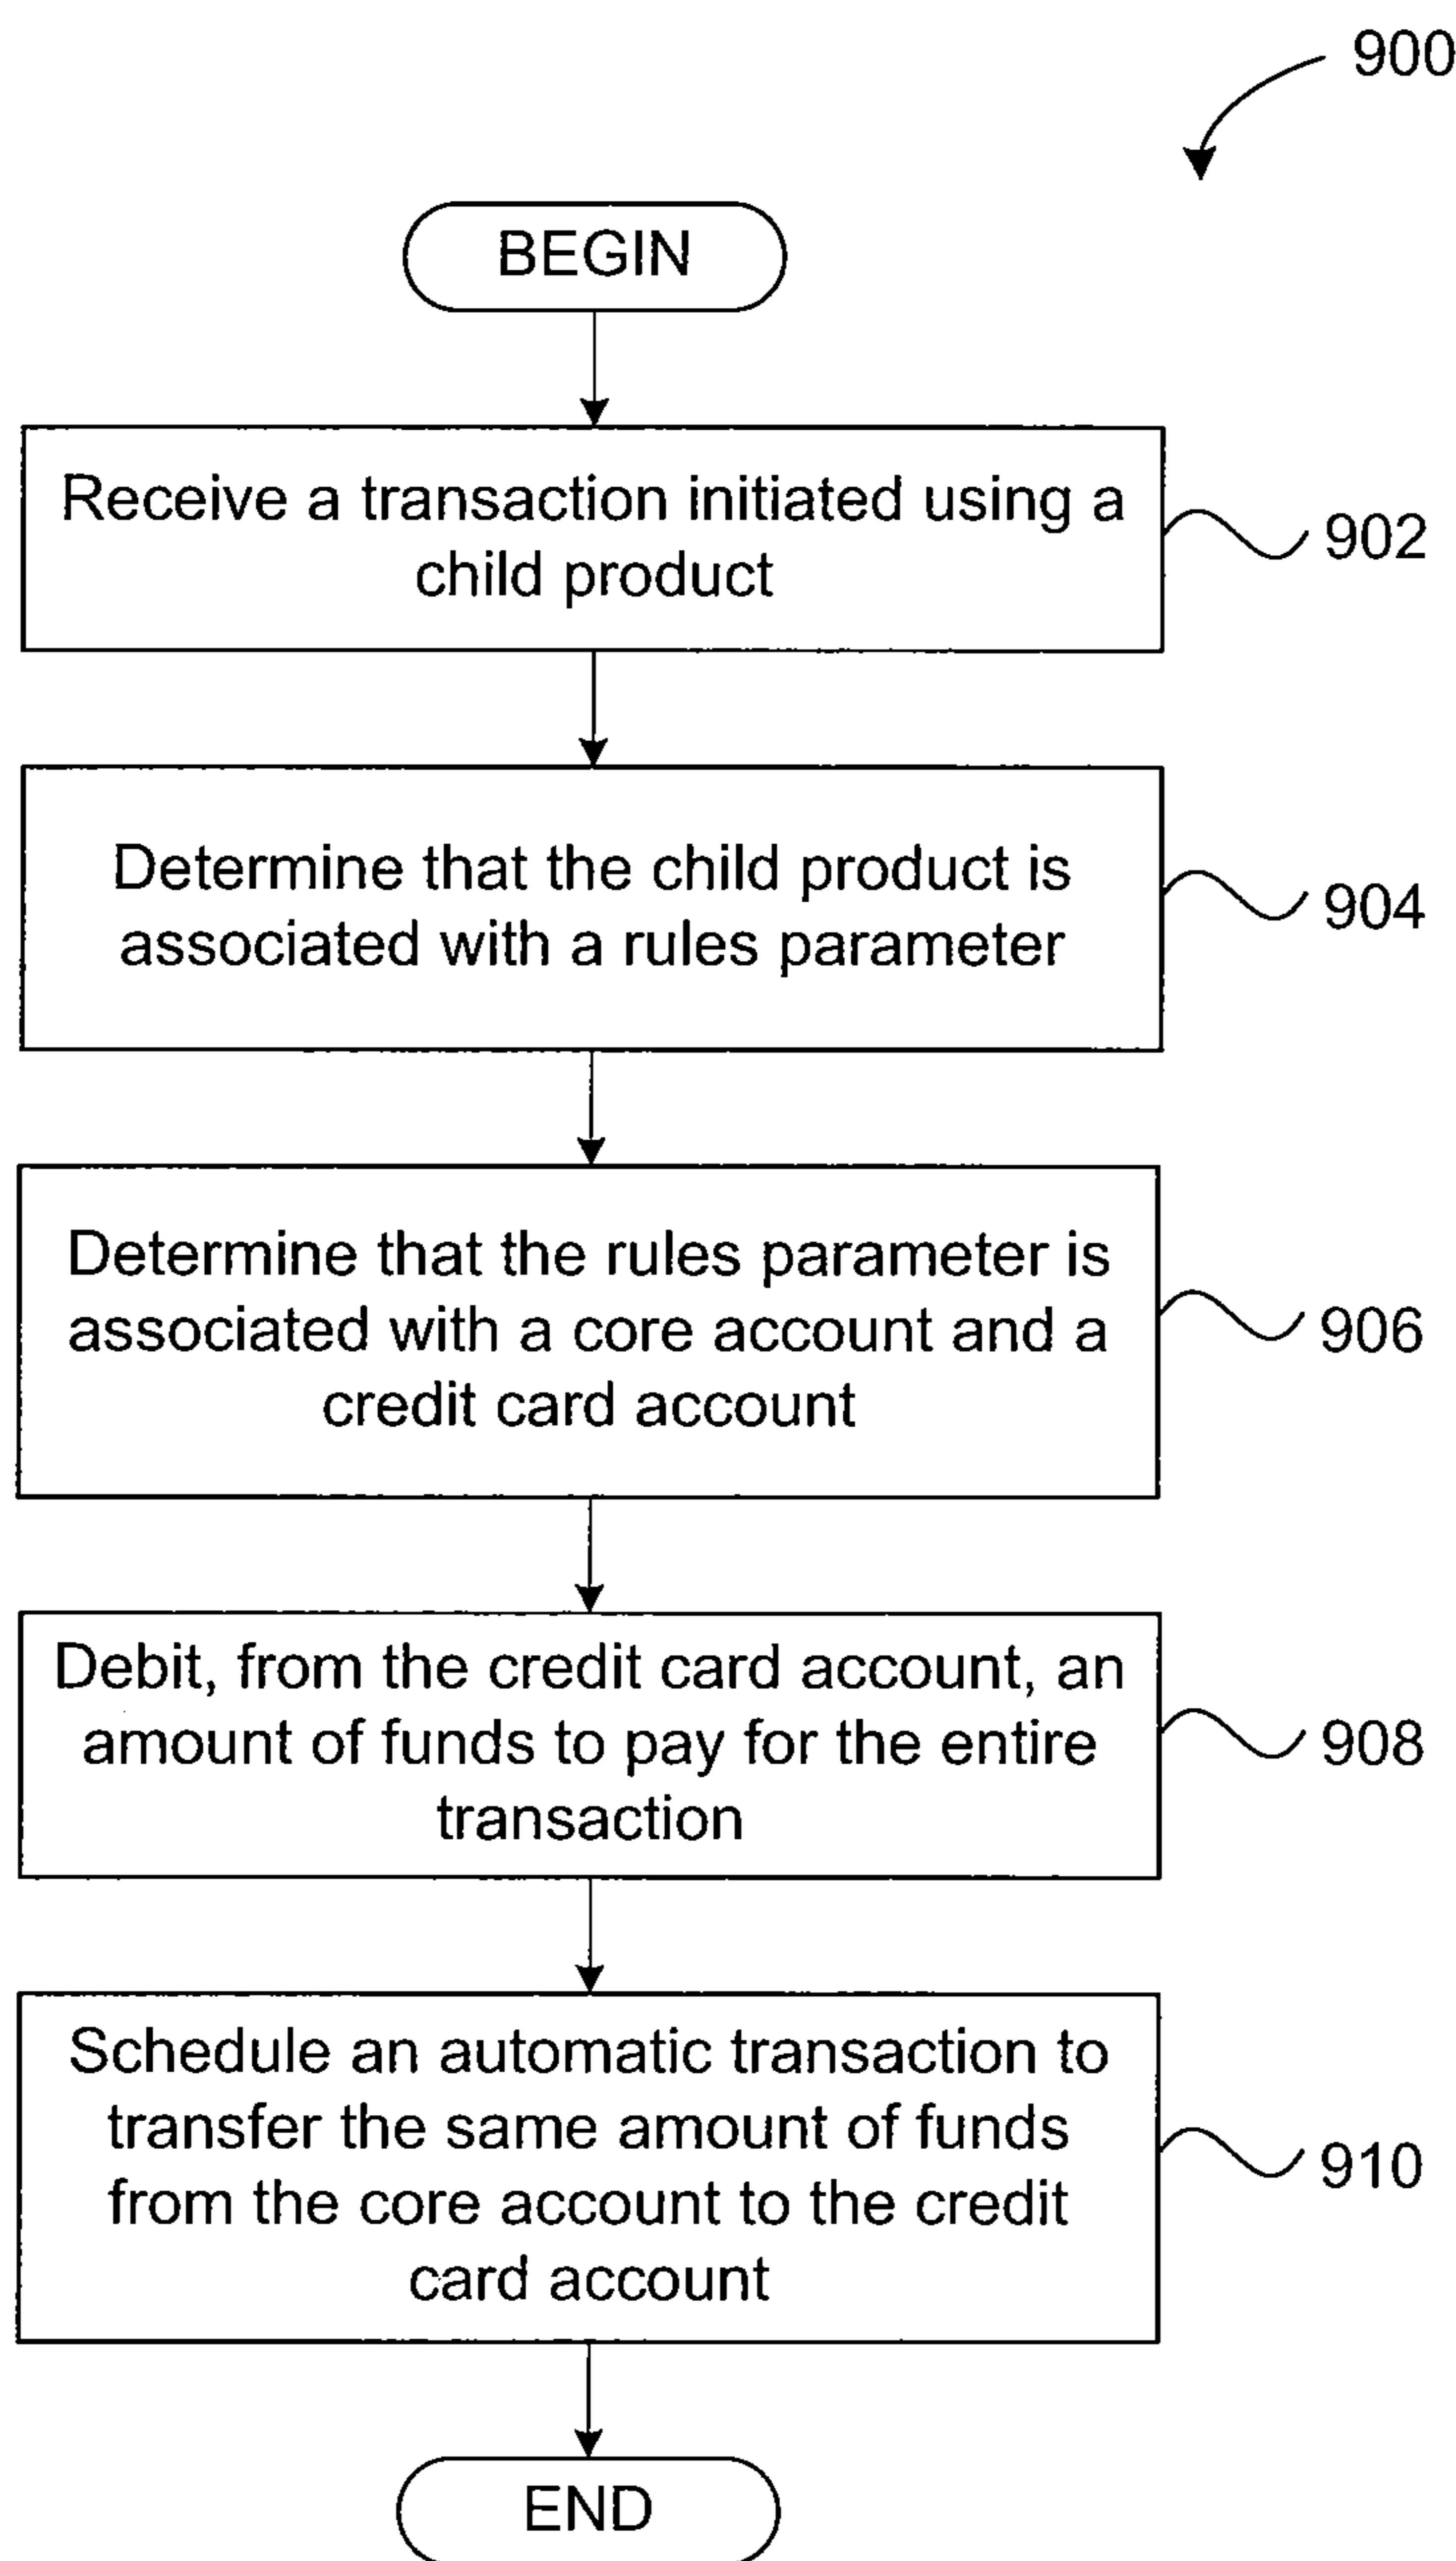 900
BEGIN
Receive a transaction initiated using a
child product
902
Determine that the child product is
associated with a rules parameter
904
Determine that the rules parameter is
associated with a core account and a
credit card account
906
Debit, from the credit card account, an
amount of funds to pay for the entire
transaction
908
Schedule an automatic transaction to
transfer the same amount of funds
from the core account to the credit
card account
910
END